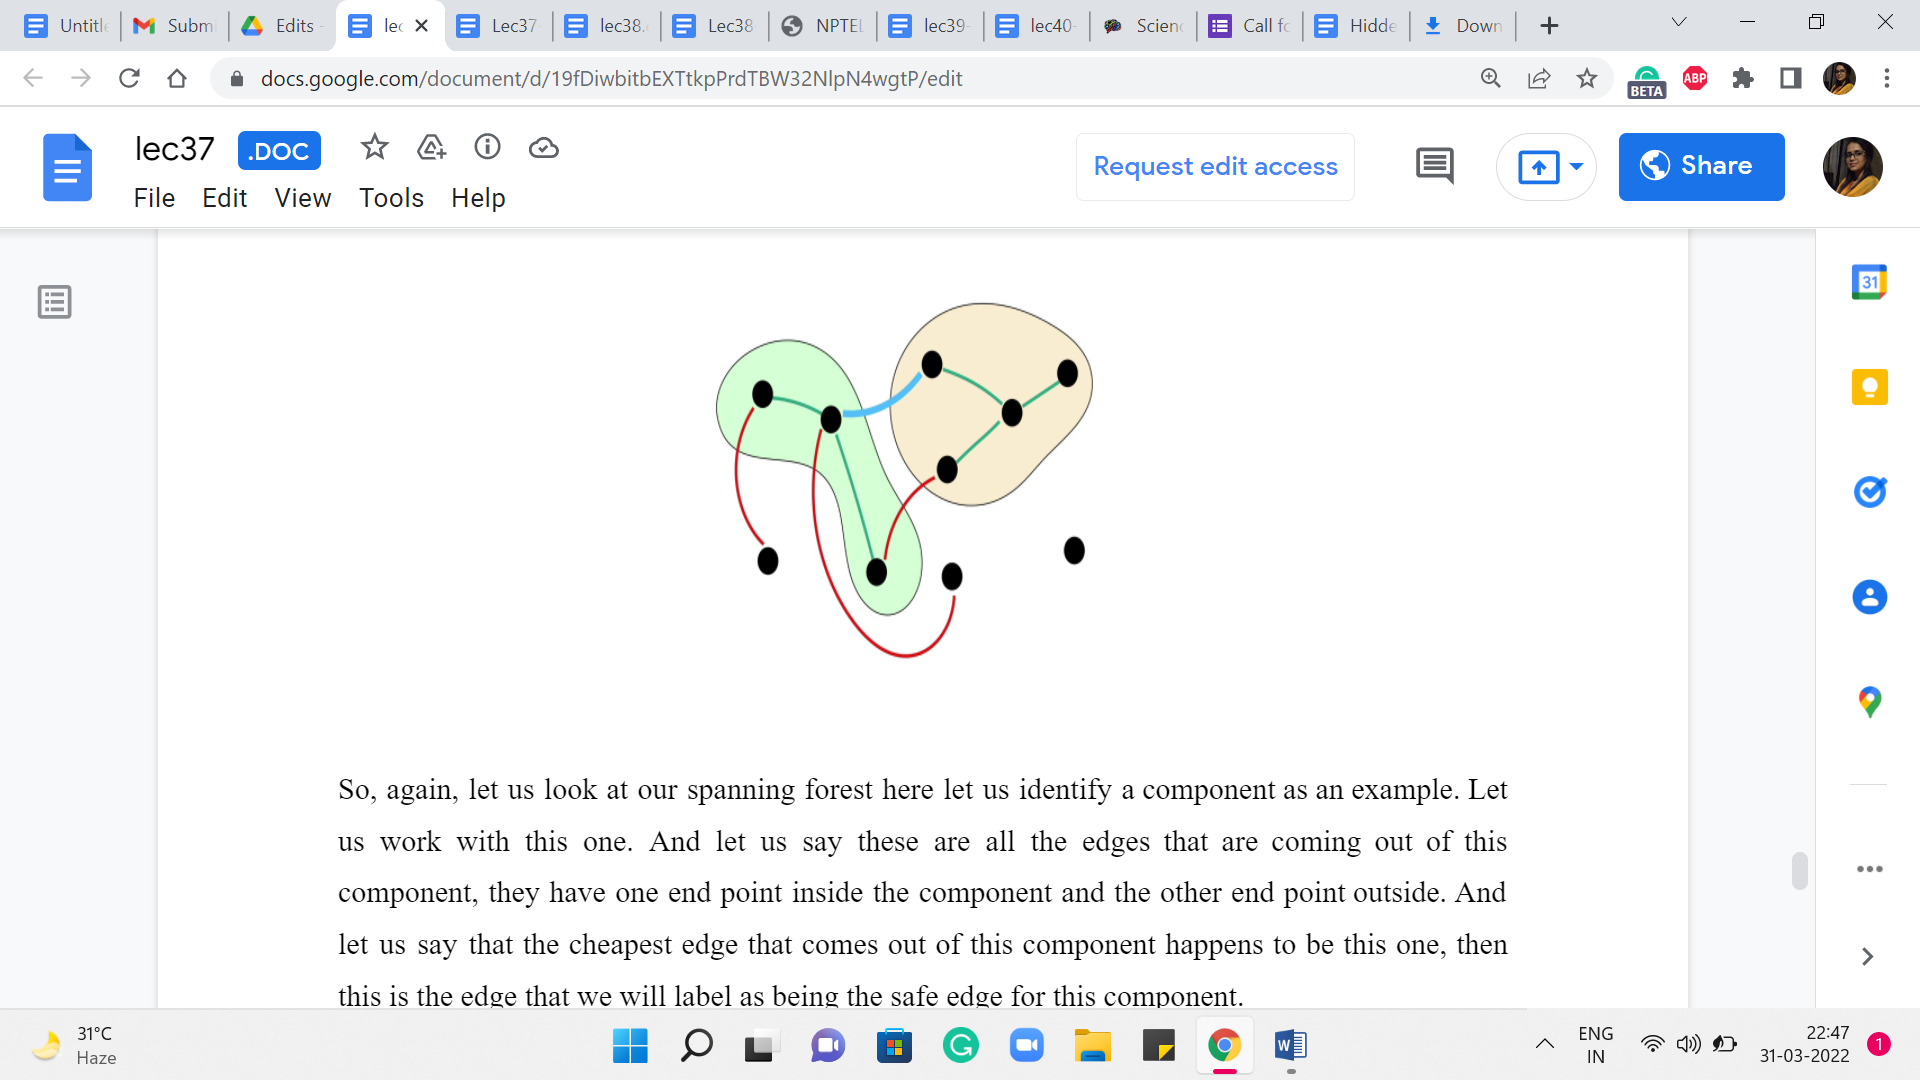 Untitl Submi Edits - lec Lec37- lec38. Lec38 NPTEL lec39- lec40- Scienc Call fo Hidde Down
docs.google.com/document/d/19fDiwbitbEXTtkpPrdTBW32NlpN4wgtP/edit
BETA
ABP
lec37 .DOC
Request edit access
Share
File Edit View Tools Help
31
So, again, let us look at our spanning forest here let us identify a component as an example. Let
us work with this one. And let us say these are all the edges that are coming out of this
component, they have one end point inside the component and the other end point outside. And
let us say that the cheapest edge that comes out of this component happens to be this one, then
this is the edge that we will label as being the safe edge for this component.
31°C
Haze
ENG
IN
22:47
31-03-2022
1